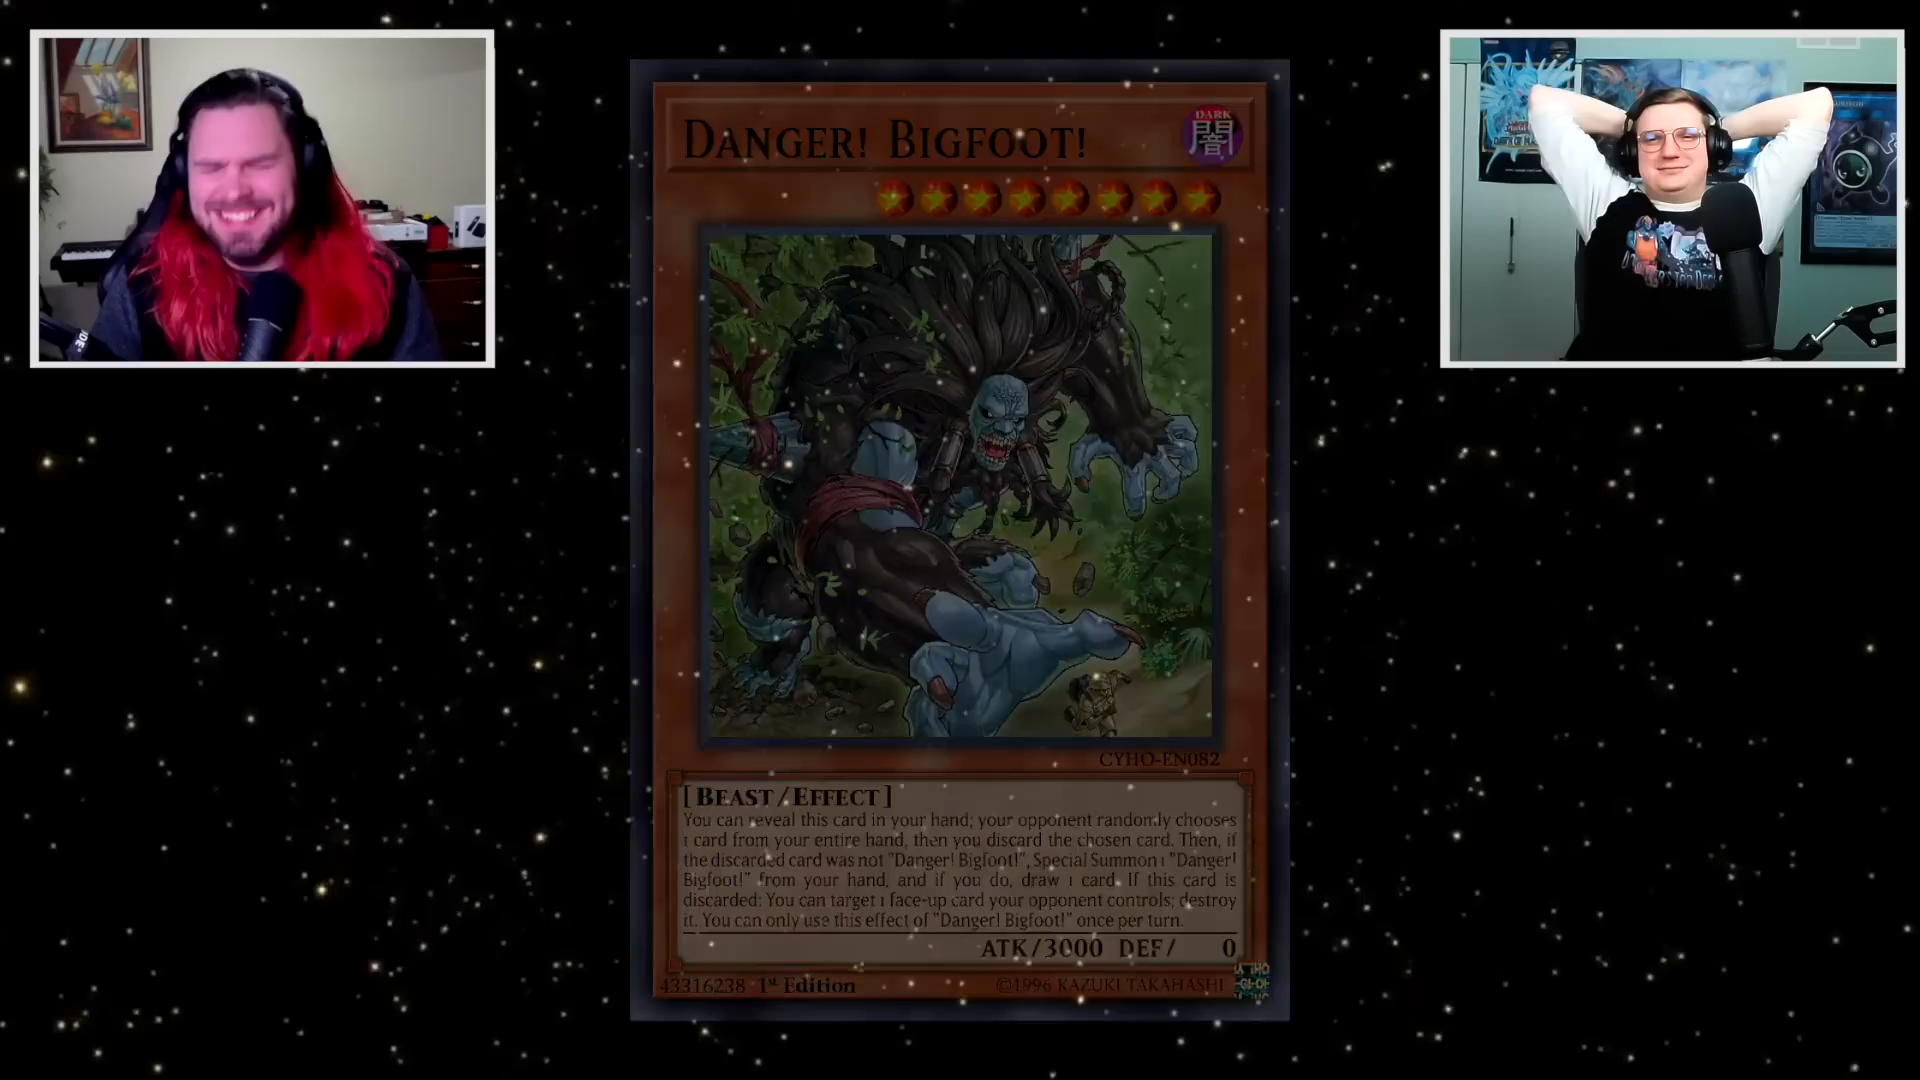 DANGER! BIGFOOT!
DARK
闇
CYHO-EN082
[BEAST/EFFECT]
You can reveal this card in your hand; your opponent randomly chooses
1 card from your entire hand, then you discard the chosen card. Then, if
the discarded card was not "Danger! Bigfoot!", Special Summon 1 "Danger!
Bigfoot!" from your hand, and if you do, draw 1 card. If this card is
discarded: You can target 1 face-up card your opponent controls; destroy
it. You can only use this effect of "Danger! Bigfoot!" once per turn.
ATK/3000 DEF/ 0
43316238 1st Edition ©1996 KAZUKI TAKAHASHI